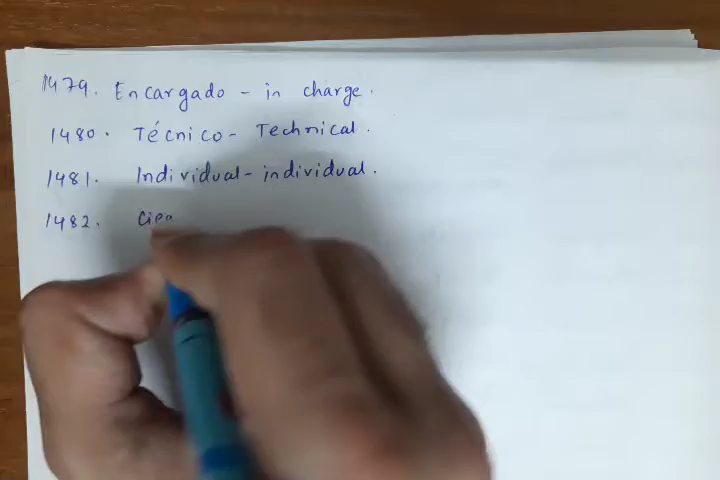 1479. Encargado - in charge.
1480. Técnico - Technical.
1481. Individual - individual.
1482.